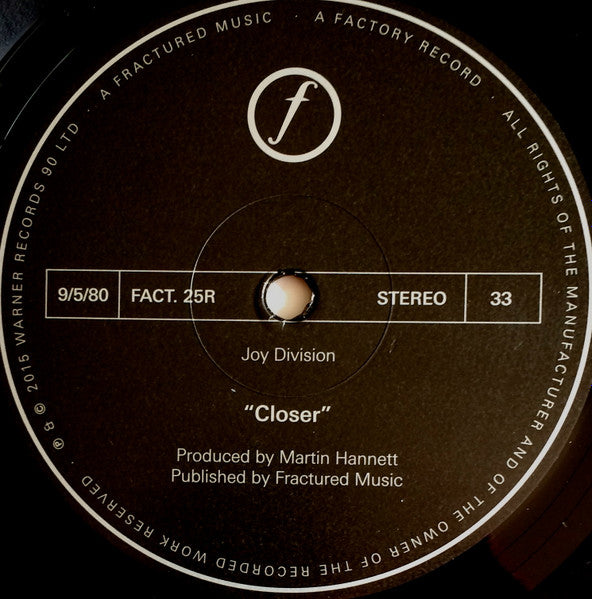 ℗ & © 2015 WARNER RECORDS 90 LTD · A FRACTURED MUSIC · A FACTORY RECORD · ALL RIGHTS OF THE MANUFACTURER AND OF THE OWNER OF THE RECORDED WORK RESERVED
f
9/5/80 FACT. 25R STEREO 33
Joy Division
“Closer”
Produced by Martin Hannett
Published by Fractured Music